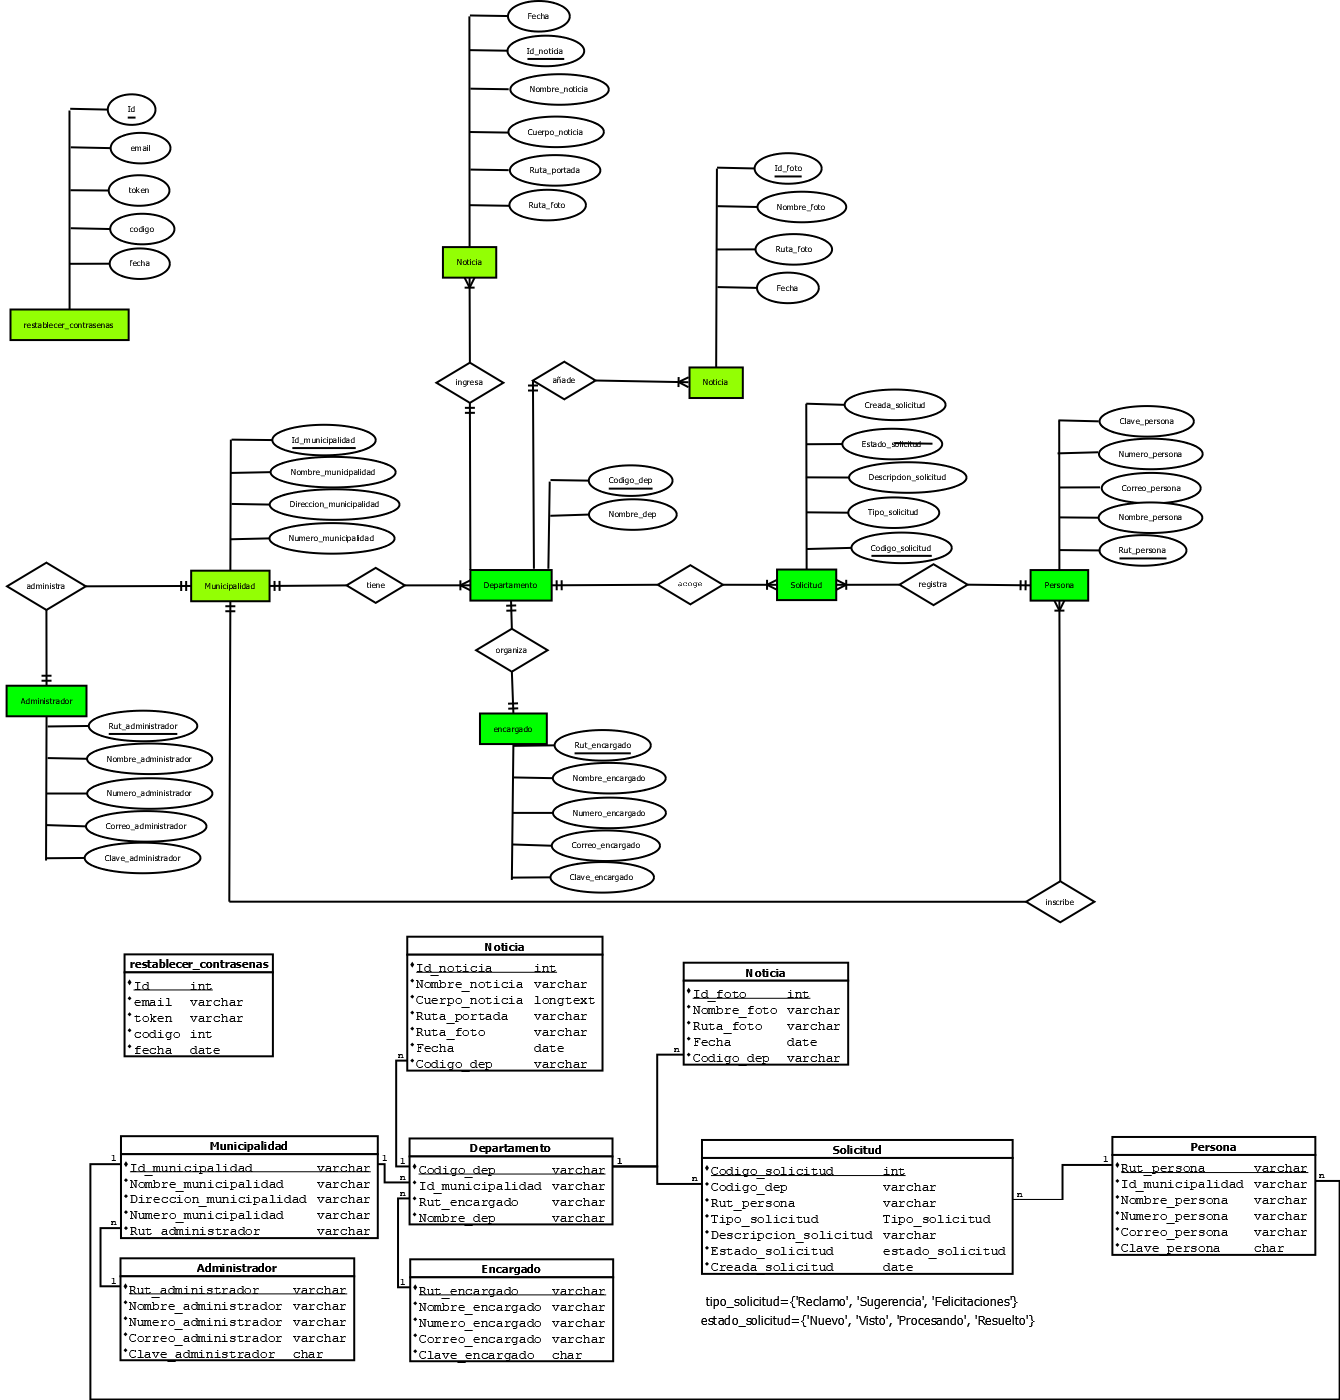 Fecha
Id_noticia
Nombre_noticia
Cuerpo_noticia
Ruta_portada
Ruta_foto
Noticia
Id
email
token
codigo
fecha
restablecer_contrasenas
Id_foto
Nombre_foto
Ruta_foto
Fecha
Noticia
ingresa
añade
Id_municipalidad
Nombre_municipalidad
Direccion_municipalidad
Numero_municipalidad
Codigo_dep
Nombre_dep
Creada_solicitud
Estado_solicitud
Descripcion_solicitud
Tipo_solicitud
Codigo_solicitud
Clave_persona
Numero_persona
Correo_persona
Nombre_persona
Rut_persona
administra
Municipalidad
tiene
Departamento
acoge
Solicitud
registra
Persona
organiza
Administrador
Rut_administrador
Nombre_administrador
Numero_administrador
Correo_administrador
Clave_administrador
encargado
Rut_encargado
Nombre_encargado
Numero_encargado
Correo_encargado
Clave_encargado
inscribe
restablecer_contrasenas
Id int
email varchar
token varchar
codigo int
fecha date
Noticia
Id_noticia int
Nombre_noticia varchar
Cuerpo_noticia longtext
Ruta_portada varchar
Ruta_foto varchar
Fecha date
Codigo_dep varchar
n
Noticia
Id_foto int
Nombre_foto varchar
Ruta_foto varchar
Fecha date
Codigo_dep varchar
n
Municipalidad
Id_municipalidad varchar
Nombre_municipalidad varchar
Direccion_municipalidad varchar
Numero_municipalidad varchar
Rut_administrador varchar
1
n
1
Departamento
Codigo_dep varchar
Id_municipalidad varchar
Rut_encargado varchar
Nombre_dep varchar
1
n
n
1
Solicitud
Codigo_solicitud int
Codigo_dep varchar
Rut_persona varchar
Tipo_solicitud Tipo_solicitud
Descripcion_solicitud varchar
Estado_solicitud estado_solicitud
Creada_solicitud date
n
n
Persona
Rut_persona varchar
Id_municipalidad varchar
Nombre_persona varchar
Numero_persona varchar
Correo_persona varchar
Clave_persona char
1
n
Administrador
Rut_administrador varchar
Nombre_administrador varchar
Numero_administrador varchar
Correo_administrador varchar
Clave_administrador char
1
Encargado
Rut_encargado varchar
Nombre_encargado varchar
Numero_encargado varchar
Correo_encargado varchar
Clave_encargado char
1
tipo_solicitud={'Reclamo', 'Sugerencia', 'Felicitaciones'}
estado_solicitud={'Nuevo', 'Visto', 'Procesando', 'Resuelto'}